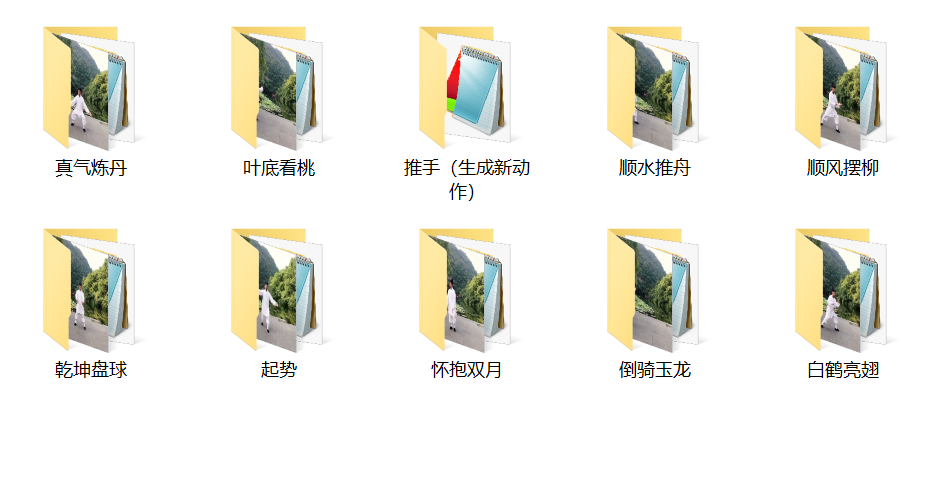 真气炼丹
叶底看桃
推手（生成新动
作）
顺水推舟
顺风摆柳
乾坤盘球
起势
怀抱双月
倒骑玉龙
白鹤亮翅